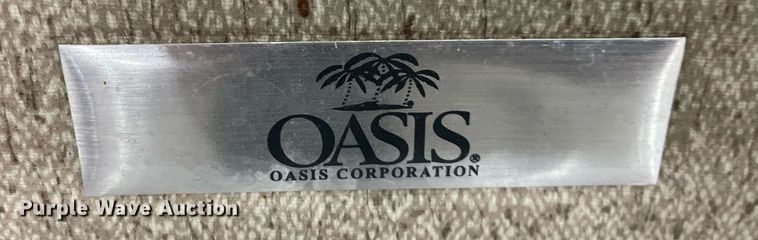 OASIS®
OASIS CORPORATION
Purple Wave Auction